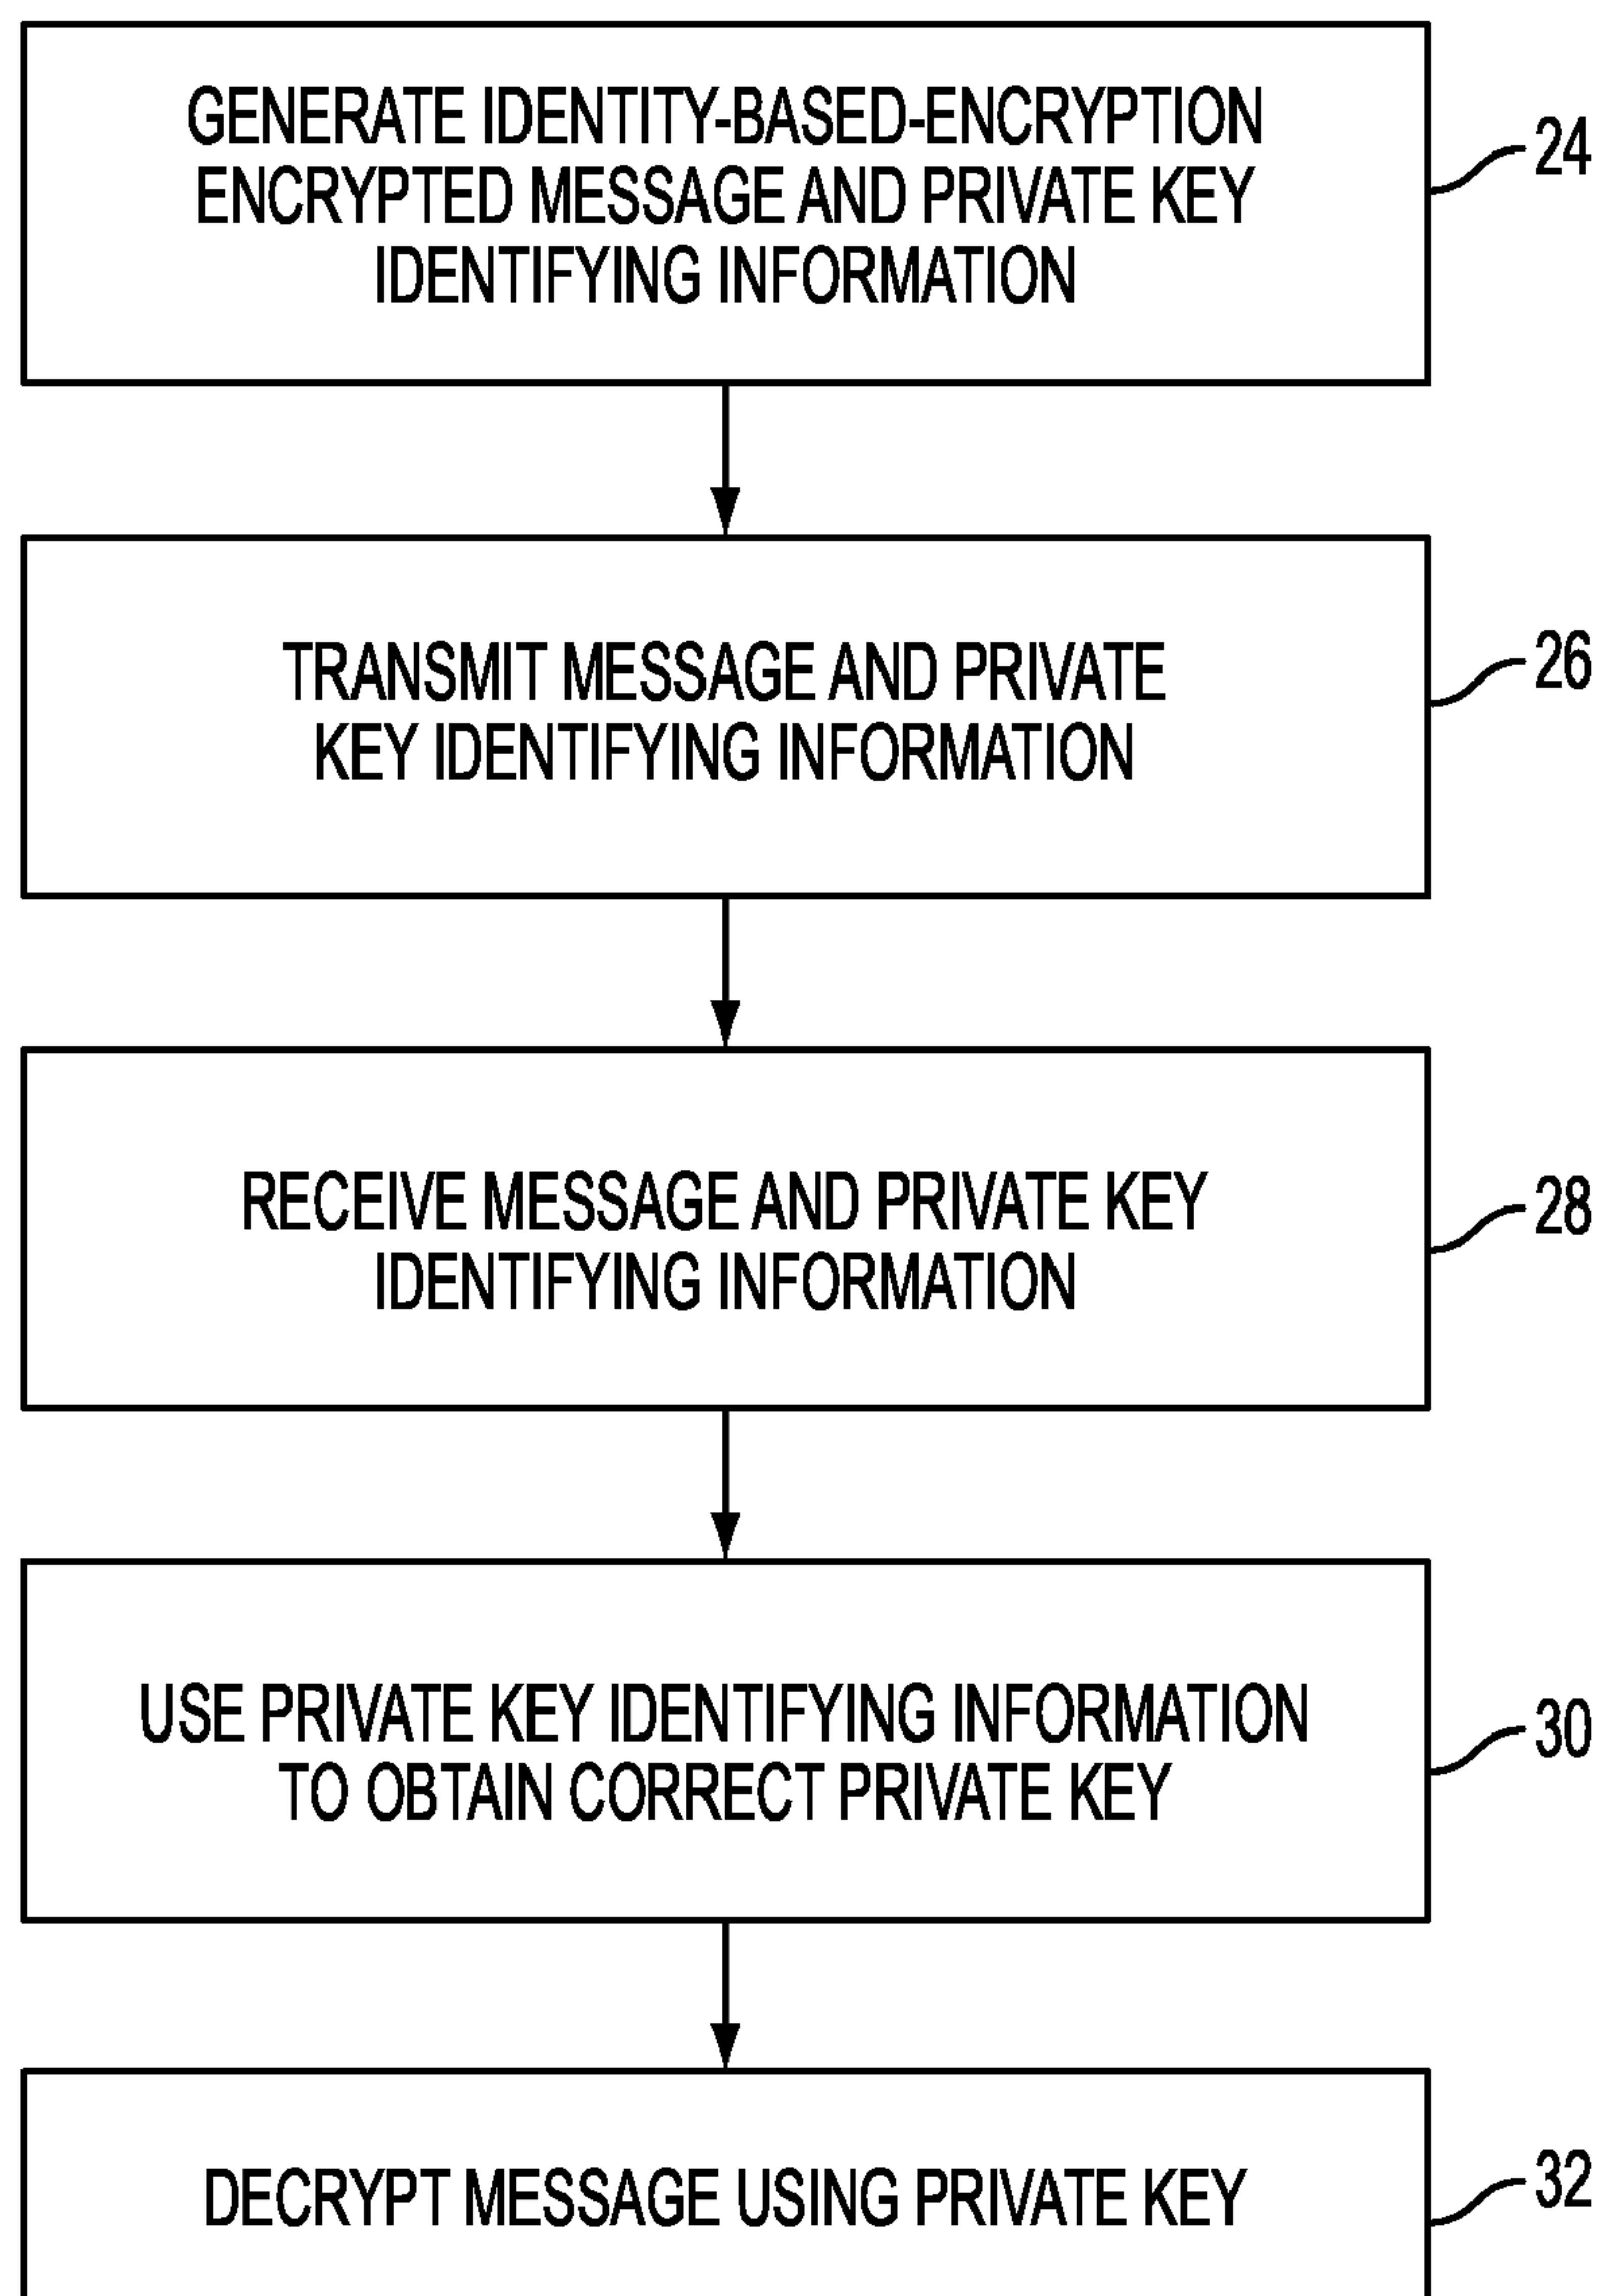 GENERATE IDENTITY-BASED-ENCRYPTION
ENCRYPTED MESSAGE AND PRIVATE KEY
IDENTIFYING INFORMATION
24
TRANSMIT MESSAGE AND PRIVATE
KEY IDENTIFYING INFORMATION
26
RECEIVE MESSAGE AND PRIVATE KEY
IDENTIFYING INFORMATION
28
USE PRIVATE KEY IDENTIFYING INFORMATION
TO OBTAIN CORRECT PRIVATE KEY
30
DECRYPT MESSAGE USING PRIVATE KEY
32